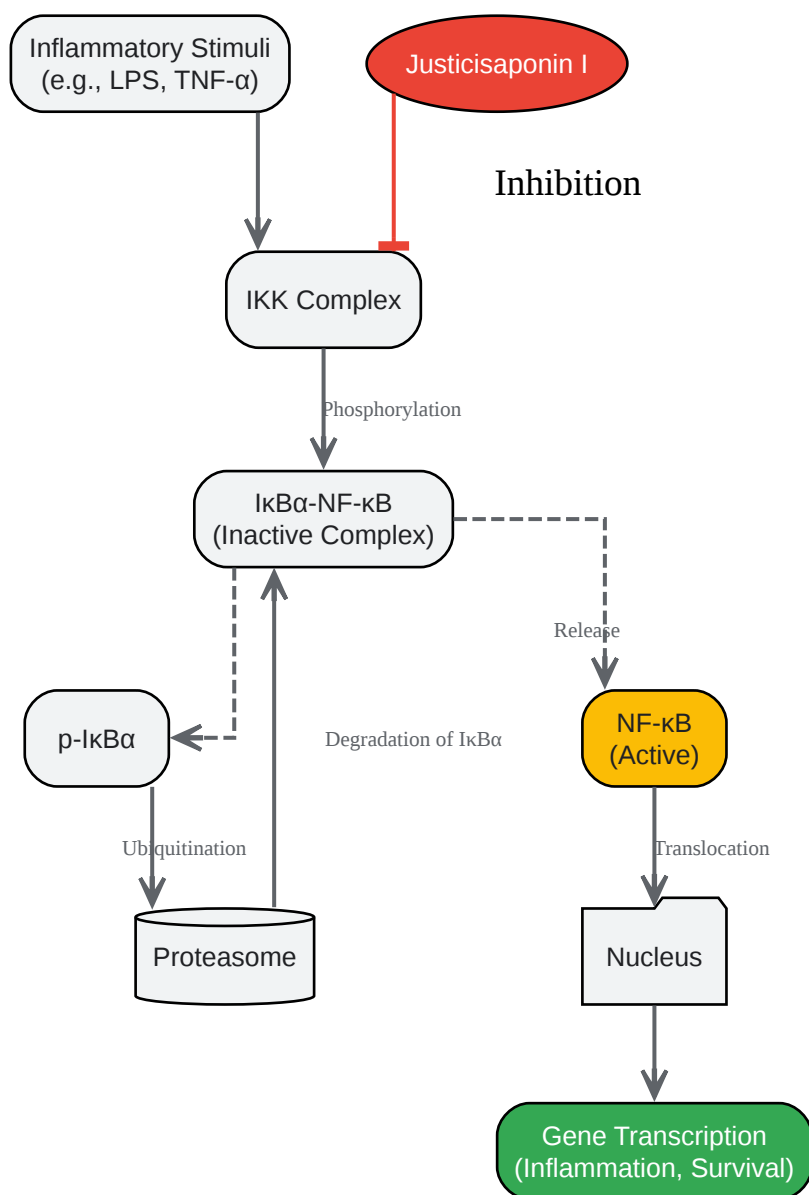 Inflammatory Stimuli
(e.g., LPS, TNF-α)
Justicisaponin I
Inhibition
IKK Complex
Phosphorylation
IκBα-NF-κB
(Inactive Complex)
Release
p-IκBα
Degradation of IκBα
NF-κB
(Active)
Ubiquitination
Translocation
Proteasome
Nucleus
Gene Transcription
(Inflammation, Survival)